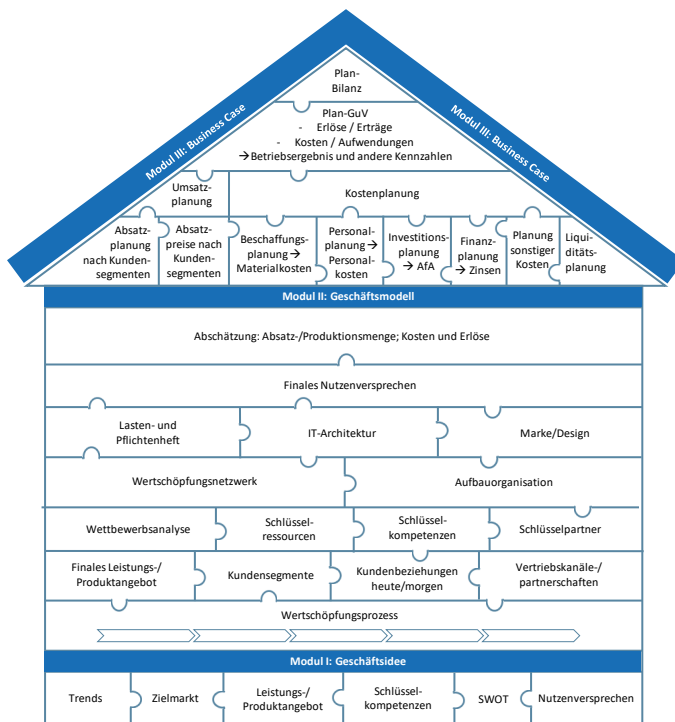 Modul III: Business Case
Modul III: Business Case
Plan-
Bilanz
Plan-GuV
- Erlöse / Erträge
- Kosten / Aufwendungen
→Betriebsergebnis und andere Kennzahlen
Umsatz-
planung
Kostenplanung
Absatz-
planung
nach Kunden-
segmenten
Absatz-
preise nach
Kunden-
segmenten
Beschaffungs-
planung →
Materialkosten
Personal-
planung →
Personal-
kosten
Investitions-
planung
→ AfA
Finanz-
planung
→ Zinsen
Planung
sonstiger
Kosten
Liqui-
ditäts-
planung
Modul II: Geschäftsmodell
Abschätzung: Absatz-/Produktionsmenge; Kosten und Erlöse
Finales Nutzenversprechen
Lasten- und
Pflichtenheft
IT-Architektur
Marke/Design
Wertschöpfungsnetzwerk
Aufbauorganisation
Wettbewerbsanalyse
Schlüssel-
ressourcen
Schlüssel-
kompetenzen
Schlüsselpartner
Finales Leistungs-/
Produktangebot
Kundensegmente
Kundenbeziehungen
heute/morgen
Vertriebskanäle-/
partnerschaften
Wertschöpfungsprozess
Modul I: Geschäftsidee
Trends
Zielmarkt
Leistungs-/
Produktangebot
Schlüssel-
kompetenzen
SWOT
Nutzenversprechen